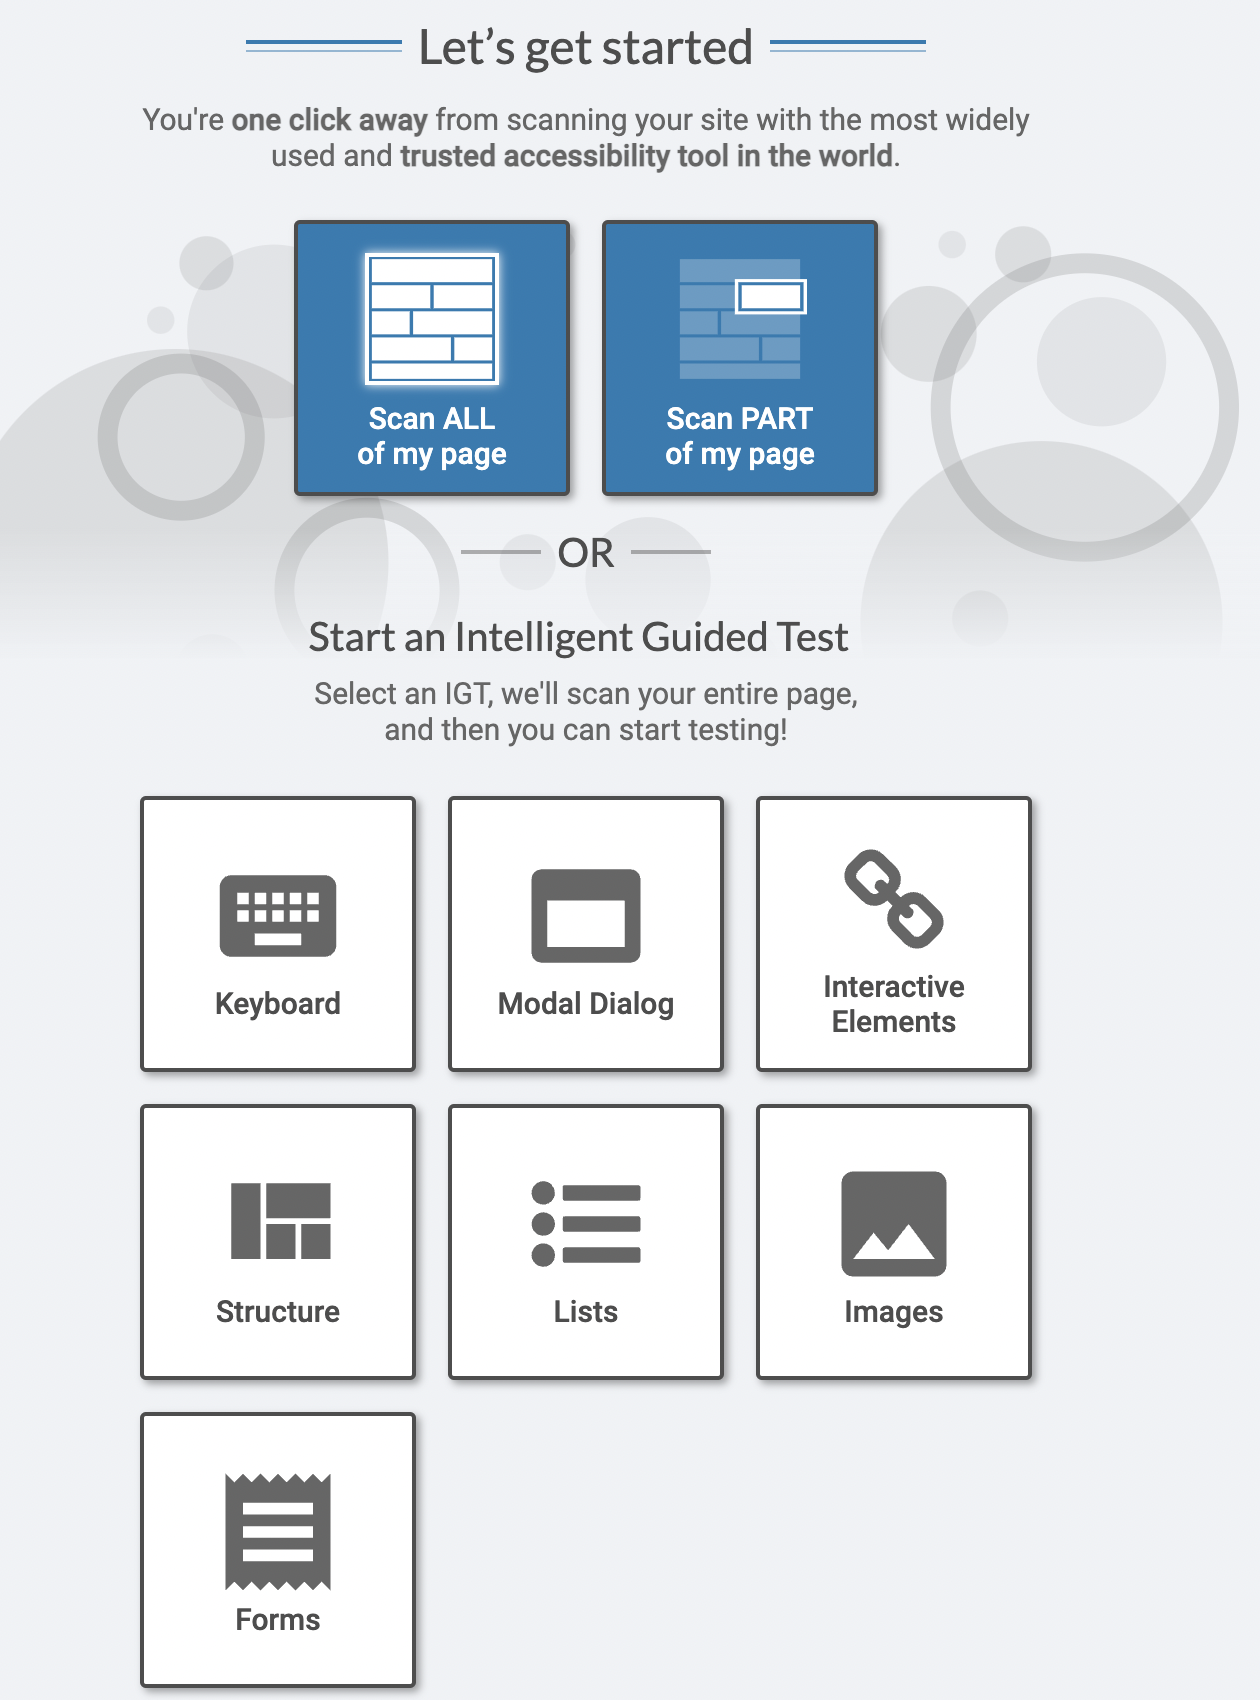 Let’s get started
You're one click away from scanning your site with the most widely
used and trusted accessibility tool in the world.
Scan ALL
of my page
Scan PART
of my page
OR
Start an Intelligent Guided Test
Select an IGT, we'll scan your entire page,
and then you can start testing!
Keyboard
Modal Dialog
Interactive
Elements
Structure
Lists
Images
Forms